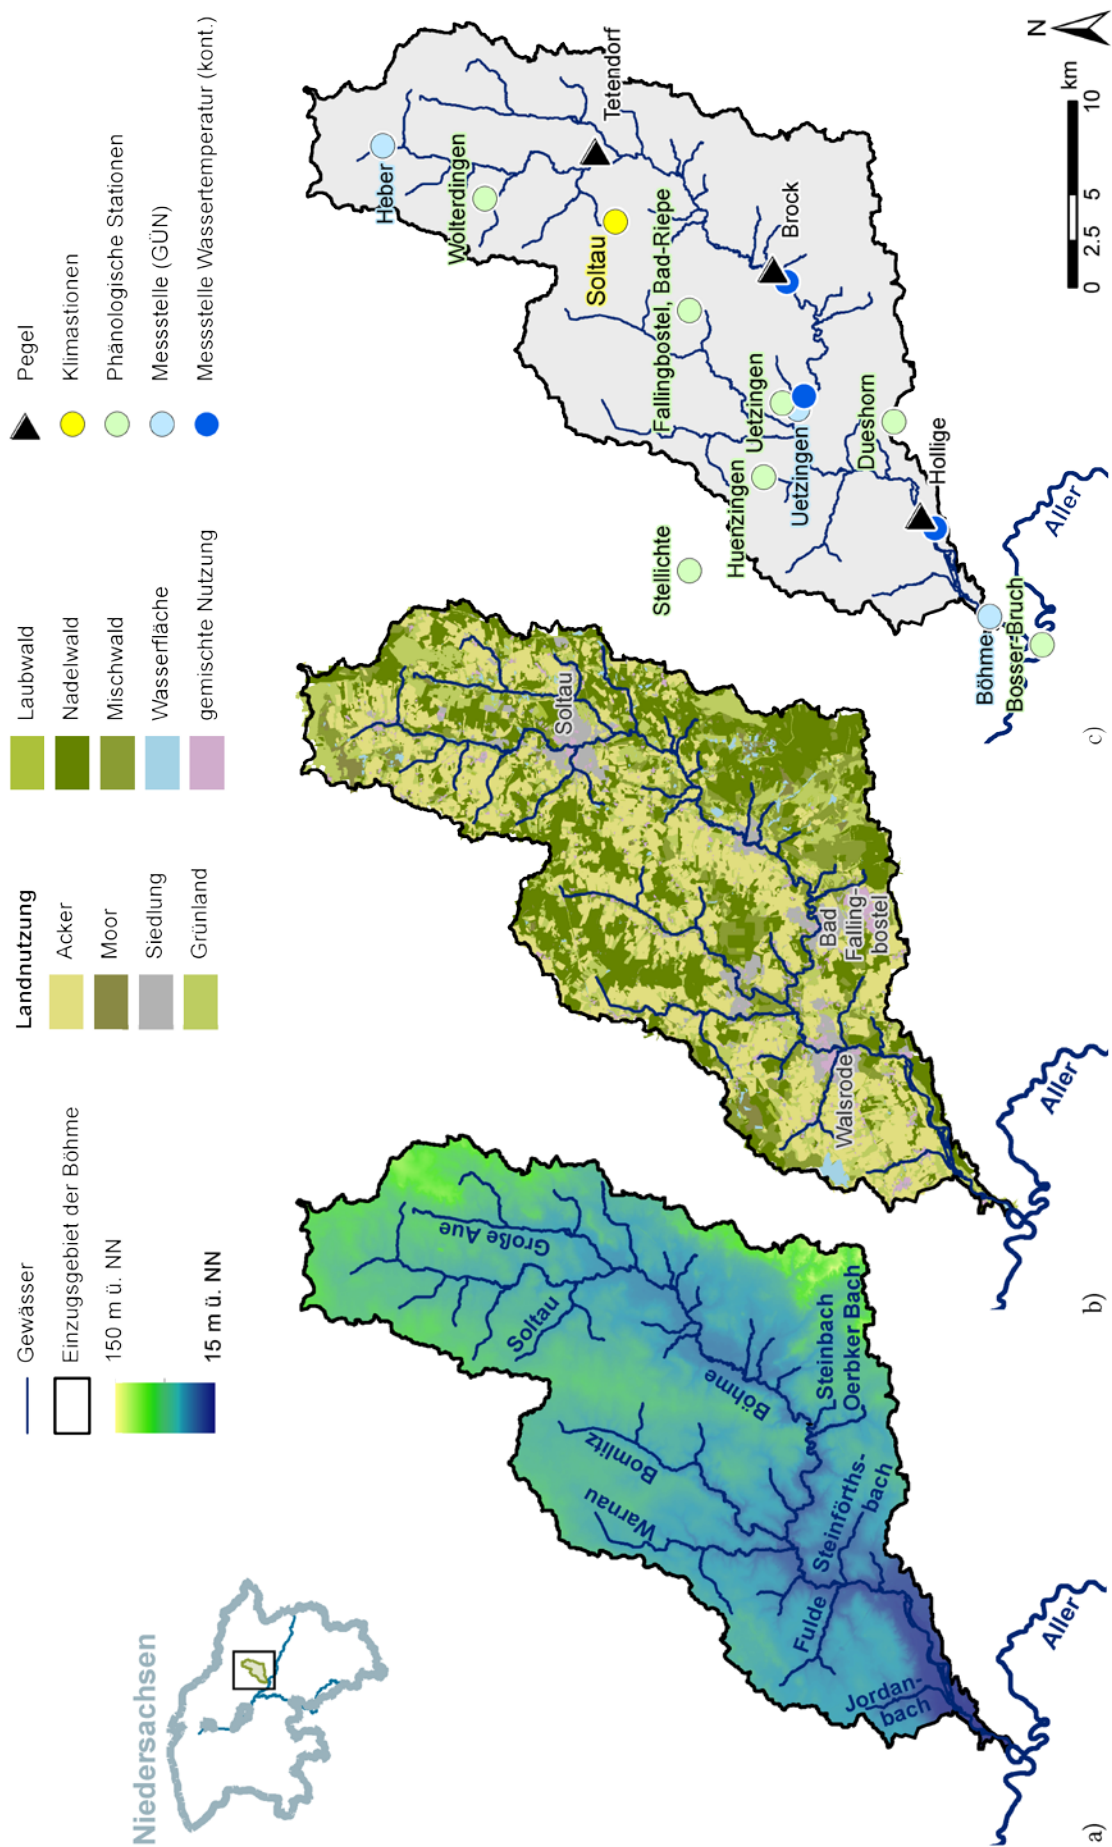 Niedersachsen
Gewässer
Einzugsgebiet der Böhme
150 m ü. NN
15 m ü. NN
Landnutzung
Acker
Moor
Siedlung
Grünland
Laubwald
Nadelwald
Mischwald
Wasserfläche
gemischte Nutzung
Pegel
Klimastationen
Phänologische Stationen
Messstelle (GÜN)
Messstelle Wassertemperatur (kont.)
Große Aue
Soltau
Böhme
Bomlitz
Warnau
Steinbach
Oerbker Bach
Steinförths-
bach
Fulde
Jordan-
bach
Aller
a)
Soltau
Bad
Falling-
bostel
Walsrode
Aller
b)
Heber
Wolterdingen
Tetendorf
Soltau
Fallingbostel, Bad-Riepe
Brock
Uetzingen
Uetzingen
Huenzingen
Stellichte
Dueshorn
Hollige
Böhme
Bosser-Bruch
Aller
c)
N
0 2.5 5 10
km